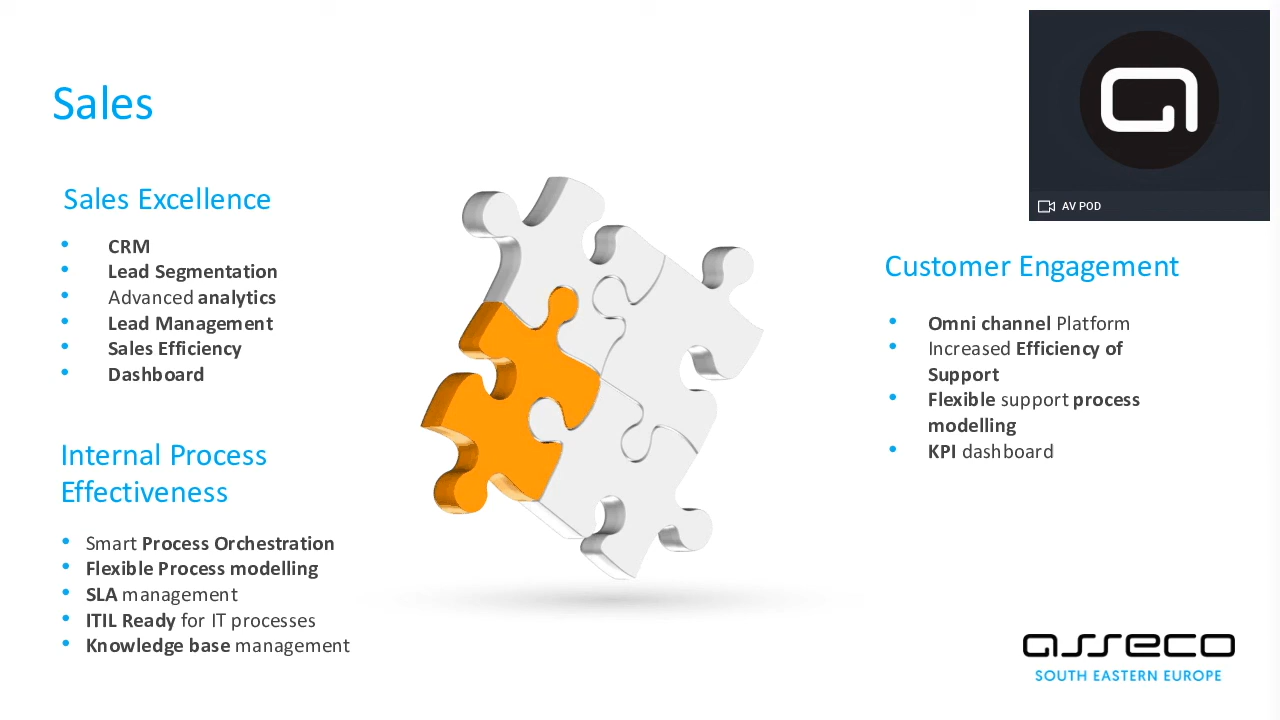 Sales
Sales Excellence
• CRM
• Lead Segmentation
• Advanced analytics
• Lead Management
• Sales Efficiency
• Dashboard
Internal Process
Effectiveness
• Smart Process Orchestration
• Flexible Process modelling
• SLA management
• ITIL Ready for IT processes
• Knowledge base management
AV POD
Customer Engagement
• Omni channel Platform
• Increased Efficiency of
Support
• Flexible support process
modelling
• KPI dashboard
asseco
SOUTH EASTERN EUROPE